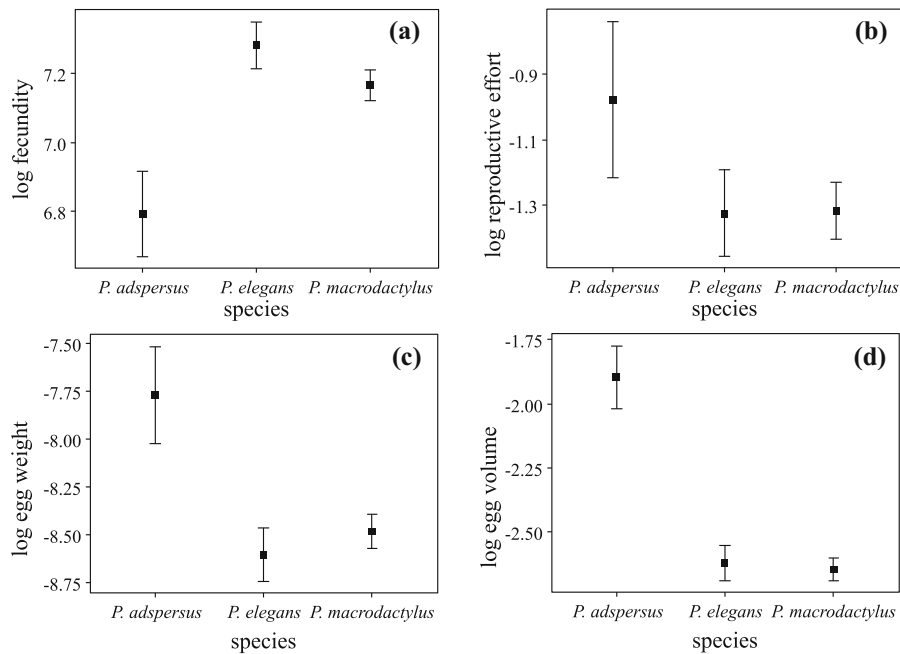 (a)
log fecundity
7.2
7.0
6.8
P. adspersus P. elegans P. macrodactylus
species
(b)
log reproductive effort
-0.9
-1.1
-1.3
P. adspersus P. elegans P. macrodactylus
species
(c)
log egg weight
-7.50
-7.75
-8.00
-8.25
-8.50
-8.75
P. adspersus P. elegans P. macrodactylus
species
(d)
log egg volume
-1.75
-2.00
-2.25
-2.50
P. adspersus P. elegans P. macrodactylus
species